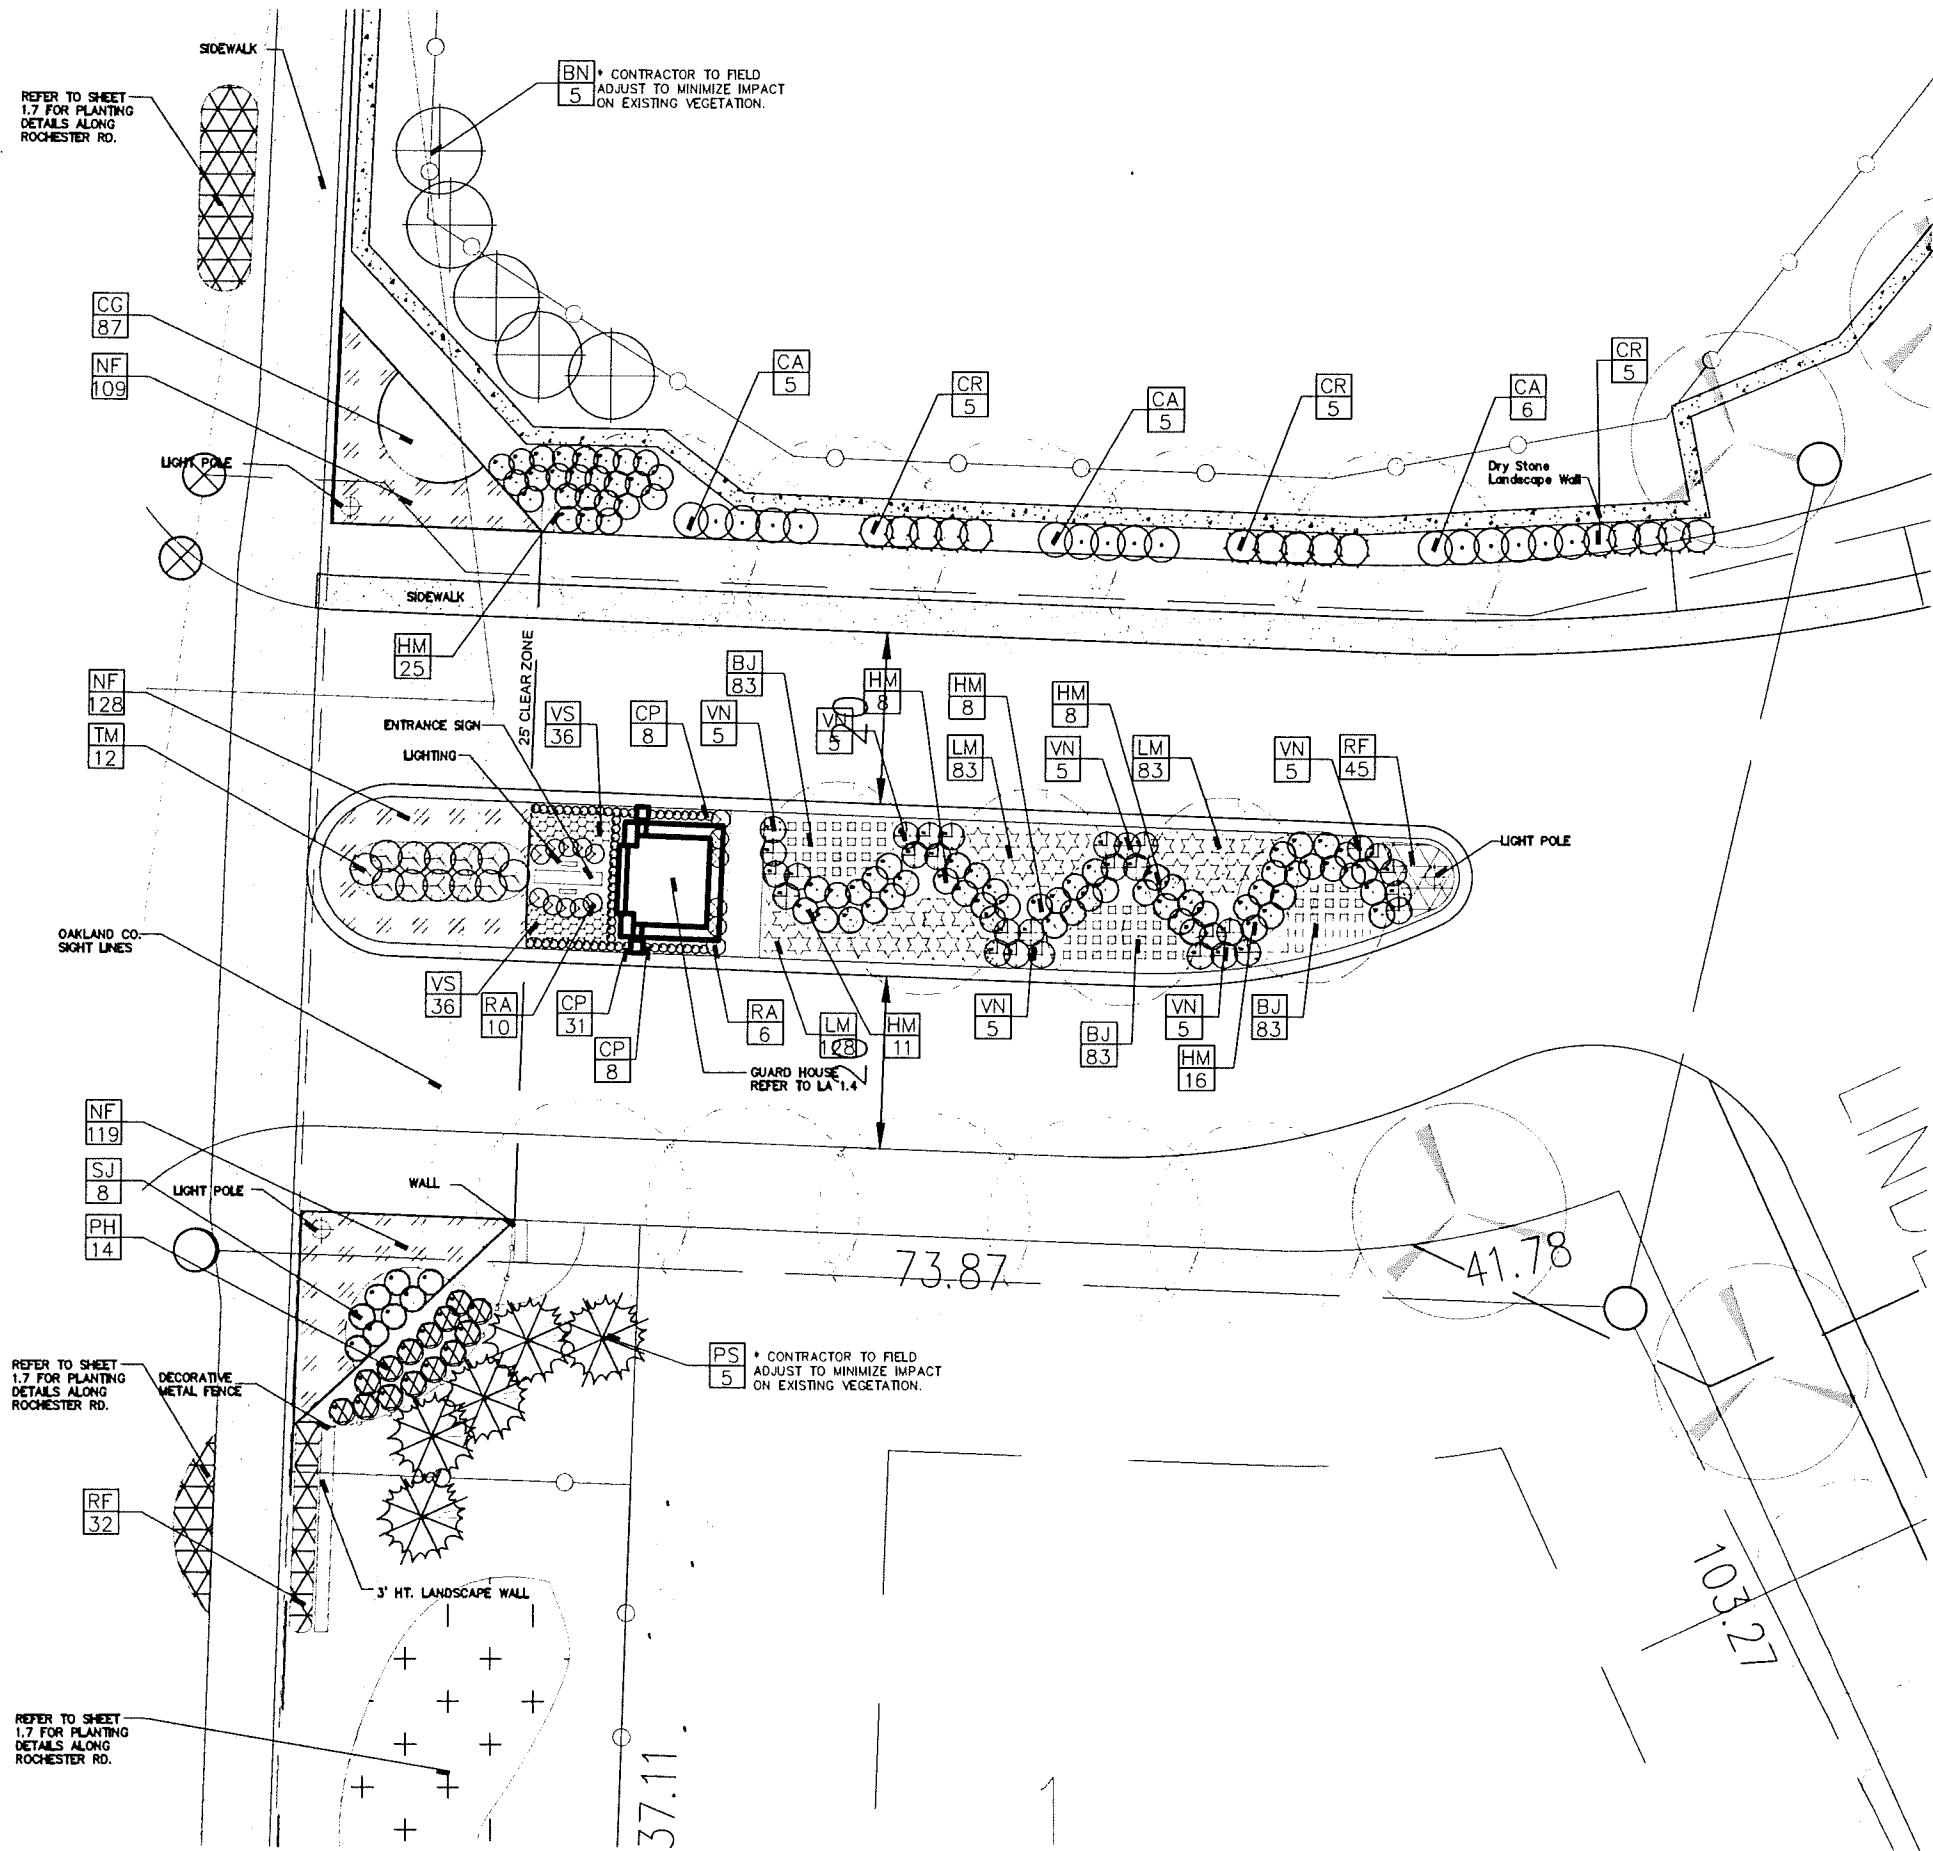 SIDEWALK
REFER TO SHEET
1.7 FOR PLANTING
DETAILS ALONG
ROCHESTER RD.
BN
5
* CONTRACTOR TO FIELD
ADJUST TO MINIMIZE IMPACT
ON EXISTING VEGETATION.
CG
87
NF
109
LIGHT POLE
CA
5
CR
5
CA
5
CR
5
CA
6
CR
5
Dry Stone
Landscape Wall
SIDEWALK
HM
25
25' CLEAR ZONE
NF
128
TM
12
ENTRANCE SIGN
LIGHTING
VS
36
CP
8
VN
5
BJ
83
VN
5
20
HM
8
HM
8
LM
83
HM
8
VN
5
LM
83
VN
5
RF
45
LIGHT POLE
OAKLAND CO.
SIGHT LINES
VS
36
RA
10
CP
31
CP
8
RA
6
LM
128
20
HM
11
VN
5
BJ
83
VN
5
HM
16
BJ
83
GUARD HOUSE
REFER TO LA 1.4
NF
119
SJ
8
PH
14
LIGHT POLE
WALL
73.87
41.78
PS
5
* CONTRACTOR TO FIELD
ADJUST TO MINIMIZE IMPACT
ON EXISTING VEGETATION.
REFER TO SHEET
1.7 FOR PLANTING
DETAILS ALONG
ROCHESTER RD.
DECORATIVE
METAL FENCE
RF
32
3' HT. LANDSCAPE WALL
103.27
REFER TO SHEET
1.7 FOR PLANTING
DETAILS ALONG
ROCHESTER RD.
37.11
1